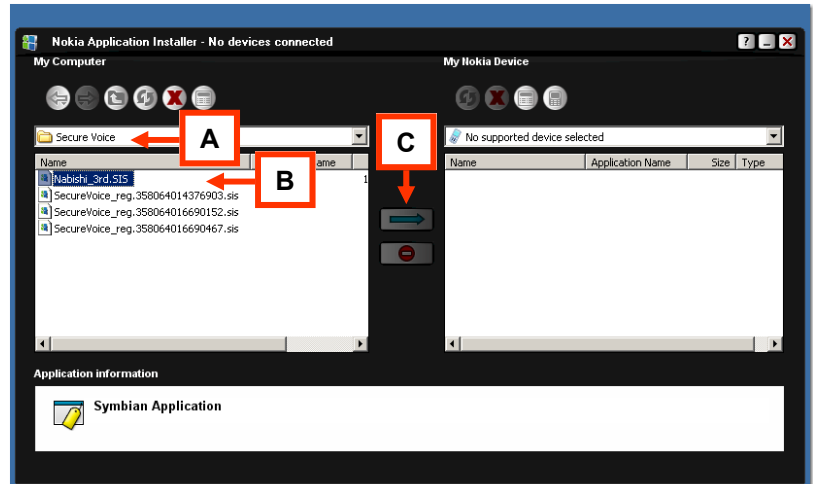 Nokia Application Installer - No devices connected
My Computer
My Nokia Device
Secure Voice
A
C
No supported device selected
Name
ame
Name
Application Name
Size
Type
Nabishi_3rd.SIS
B
1
SecureVoice_reg.358064014376903.sis
SecureVoice_reg.358064016690152.sis
SecureVoice_reg.358064016690467.sis
Application information
Symbian Application